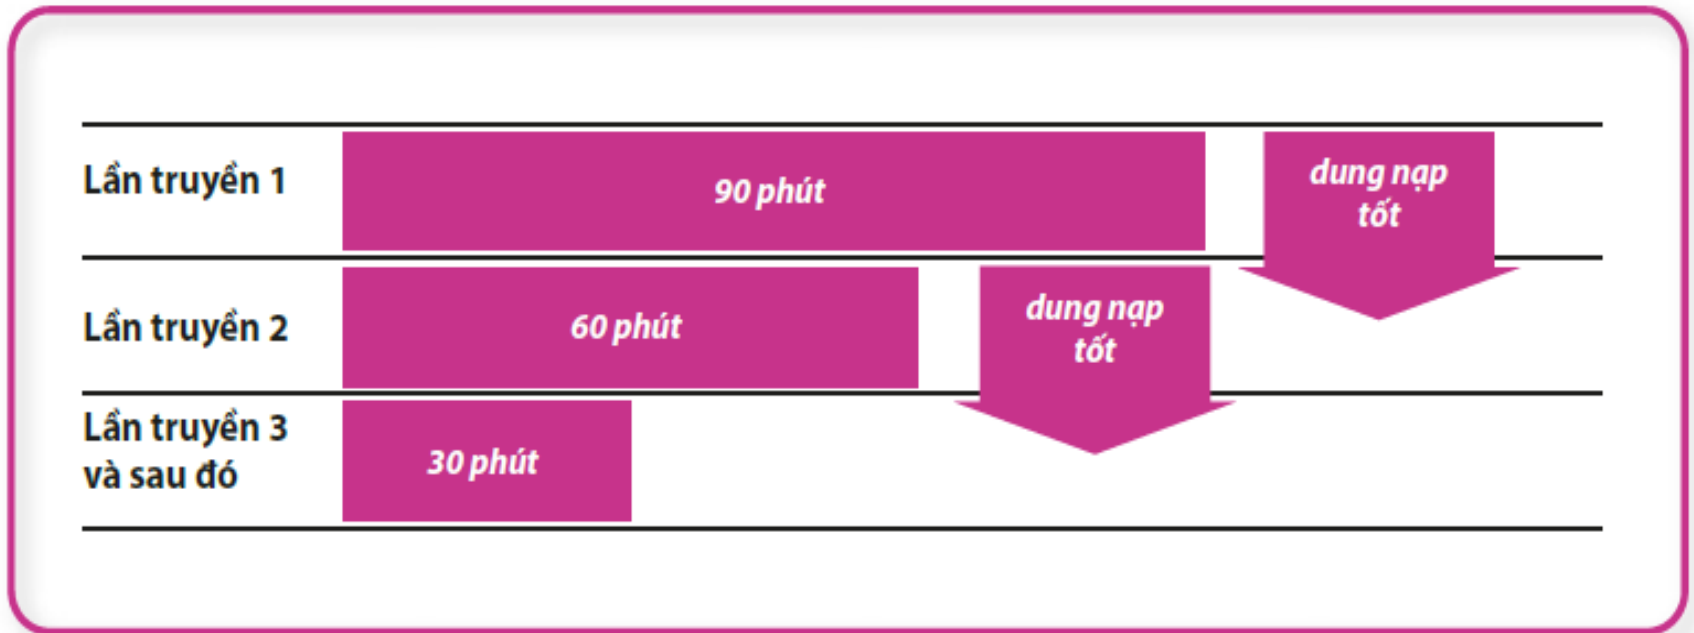 Lần truyền 1
90 phút
dung nạp
tốt
Lần truyền 2
60 phút
dung nạp
tốt
Lần truyền 3
và sau đó
30 phút